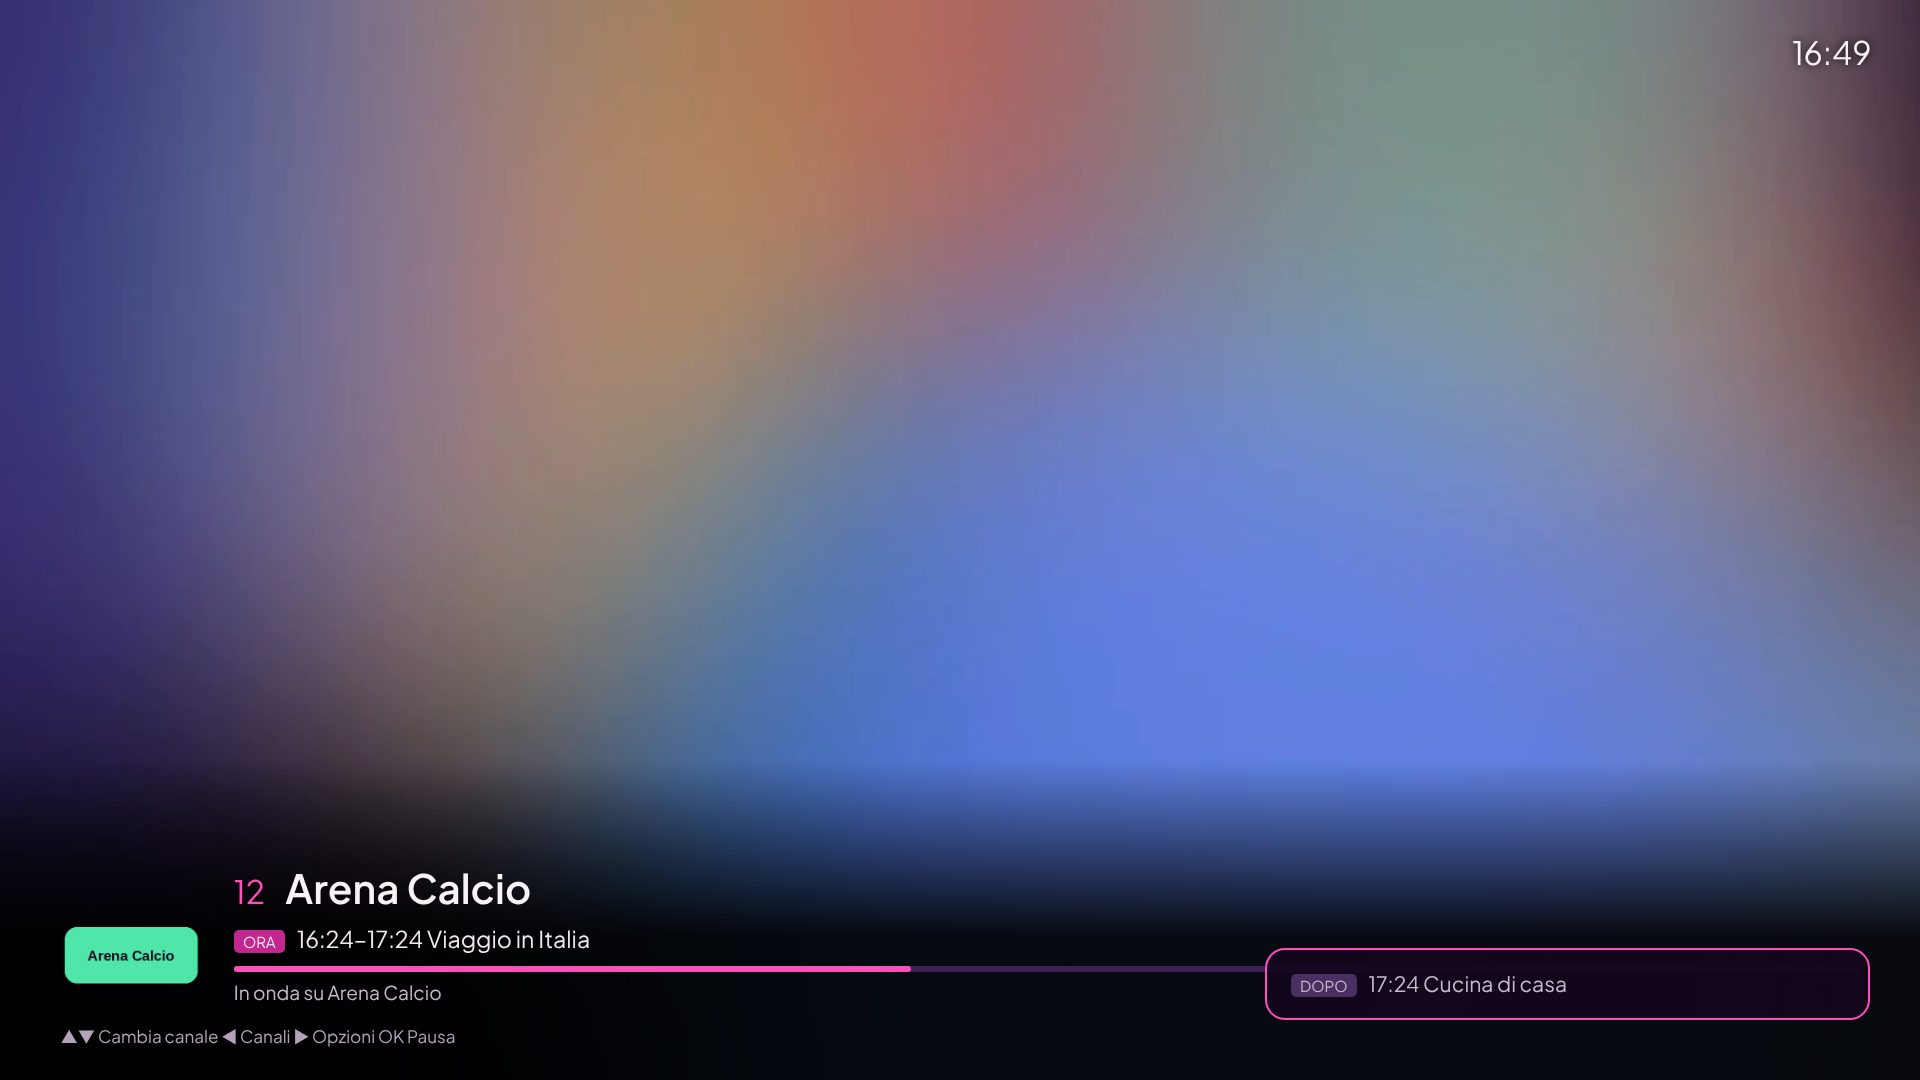 16:49
12 Arena Calcio
Arena Calcio
ORA 16:24–17:24 Viaggio in Italia
In onda su Arena Calcio
DOPO 17:24 Cucina di casa
▲▼ Cambia canale ◀ Canali ▶ Opzioni OK Pausa